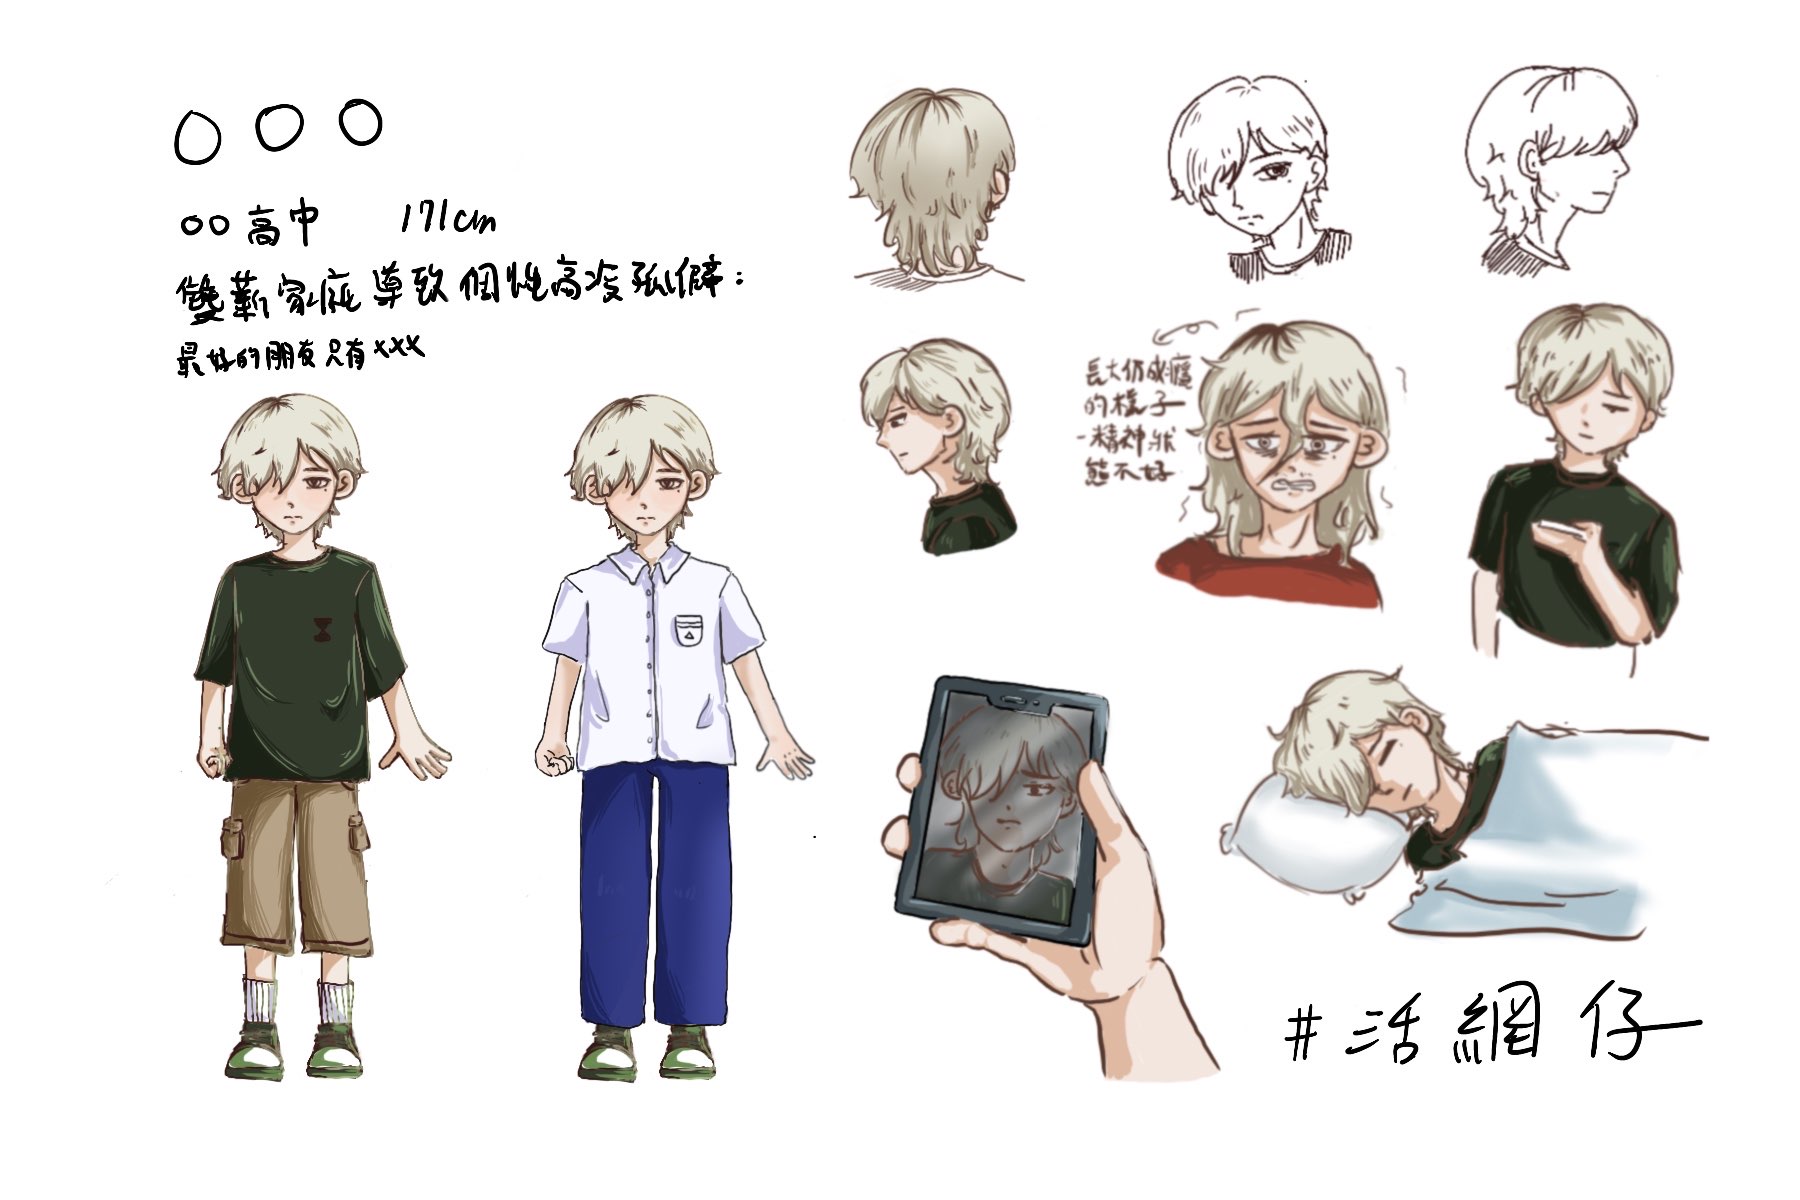 ○○○
○○高中 171cm
雙薪家庭導致個性高冷孤僻:
最好的朋友只有xxx
長大仍成癮
的樣子
-精神狀
態不好
#活網仔